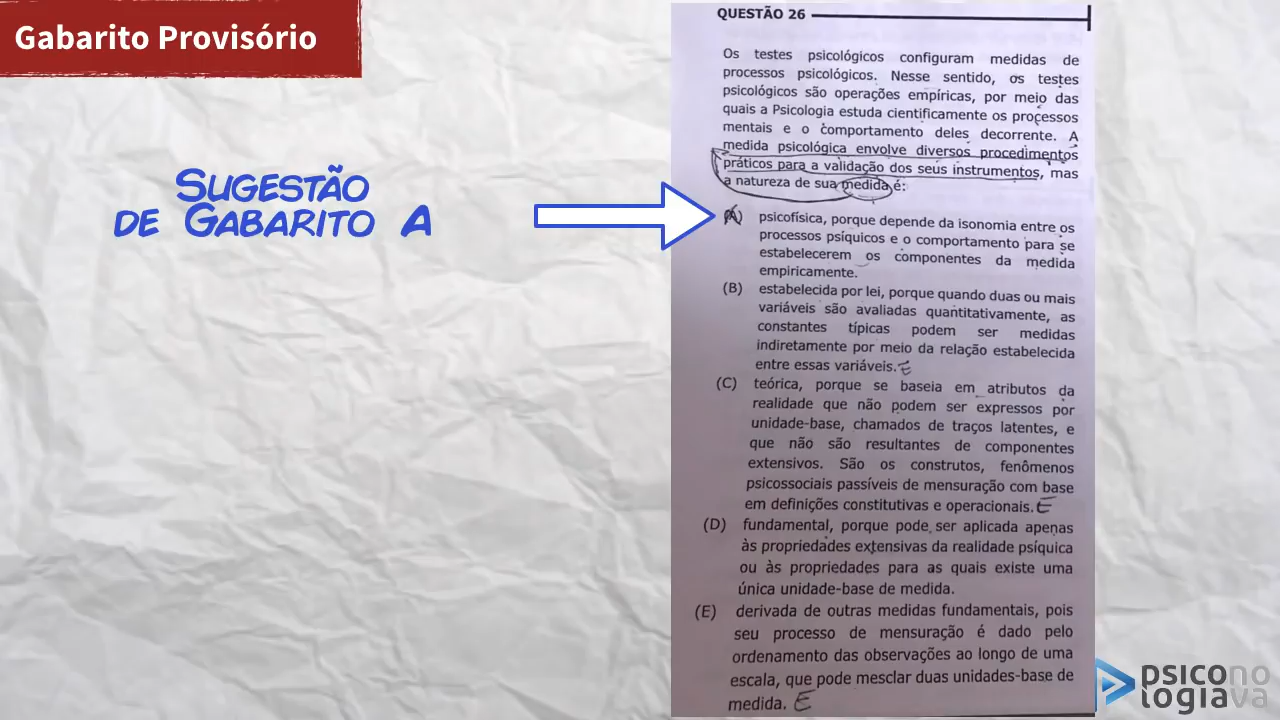 Gabarito Provisório
Sugestão
de Gabarito A
QUESTÃO 26
Os testes psicológicos configuram medidas de
processos psicológicos. Nesse sentido, os testes
psicológicos são operações empíricas, por meio das
quais a Psicologia estuda cientificamente os processos
mentais e o comportamento deles decorrente. A
medida psicológica envolve diversos procedimentos
práticos para a validação dos seus instrumentos, mas
a natureza de sua medida é:
(A) psicofísica, porque depende da isonomia entre os
processos psíquicos e o comportamento para se
estabelecerem os componentes da medida
empiricamente.
(B) estabelecida por lei, porque quando duas ou mais
variáveis são avaliadas quantitativamente, as
constantes típicas podem ser medidas
indiretamente por meio da relação estabelecida
entre essas variáveis. E
(C) teórica, porque se baseia em atributos da
realidade que não podem ser expressos por
unidade-base, chamados de traços latentes, e
que não são resultantes de componentes
extensivos. São os construtos, fenômenos
psicossociais passíveis de mensuração com base
em definições constitutivas e operacionais. E
(D) fundamental, porque pode ser aplicada apenas
às propriedades extensivas da realidade psíquica
ou às propriedades para as quais existe uma
única unidade-base de medida.
(E) derivada de outras medidas fundamentais, pois
seu processo de mensuração é dado pelo
ordenamento das observações ao longo de uma
escala, que pode mesclar duas unidades-base de
medida. E
psicono
logiava